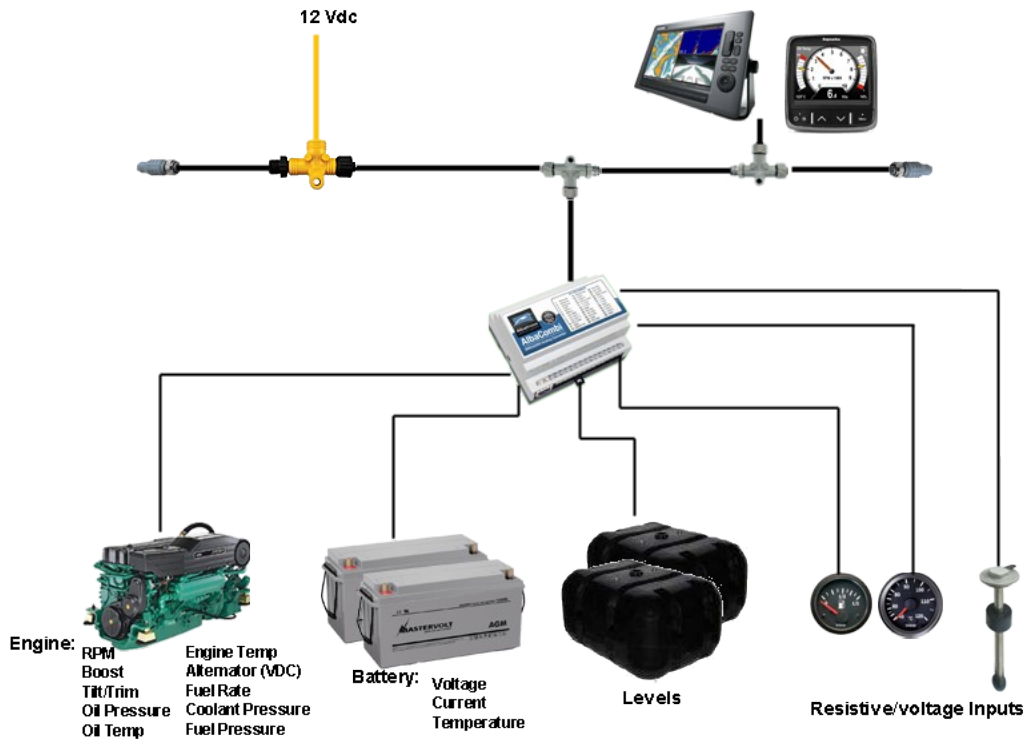 12 Vdc
AlbaCombi
MASTERVOLT
AGM
Engine:
RPM
Boost
Tilt/Trim
Oil Pressure
Oil Temp
Engine Temp
Alternator (VDC)
Fuel Rate
Coolant Pressure
Fuel Pressure
Battery:
Voltage
Current
Temperature
Levels
Resistive/voltage Inputs